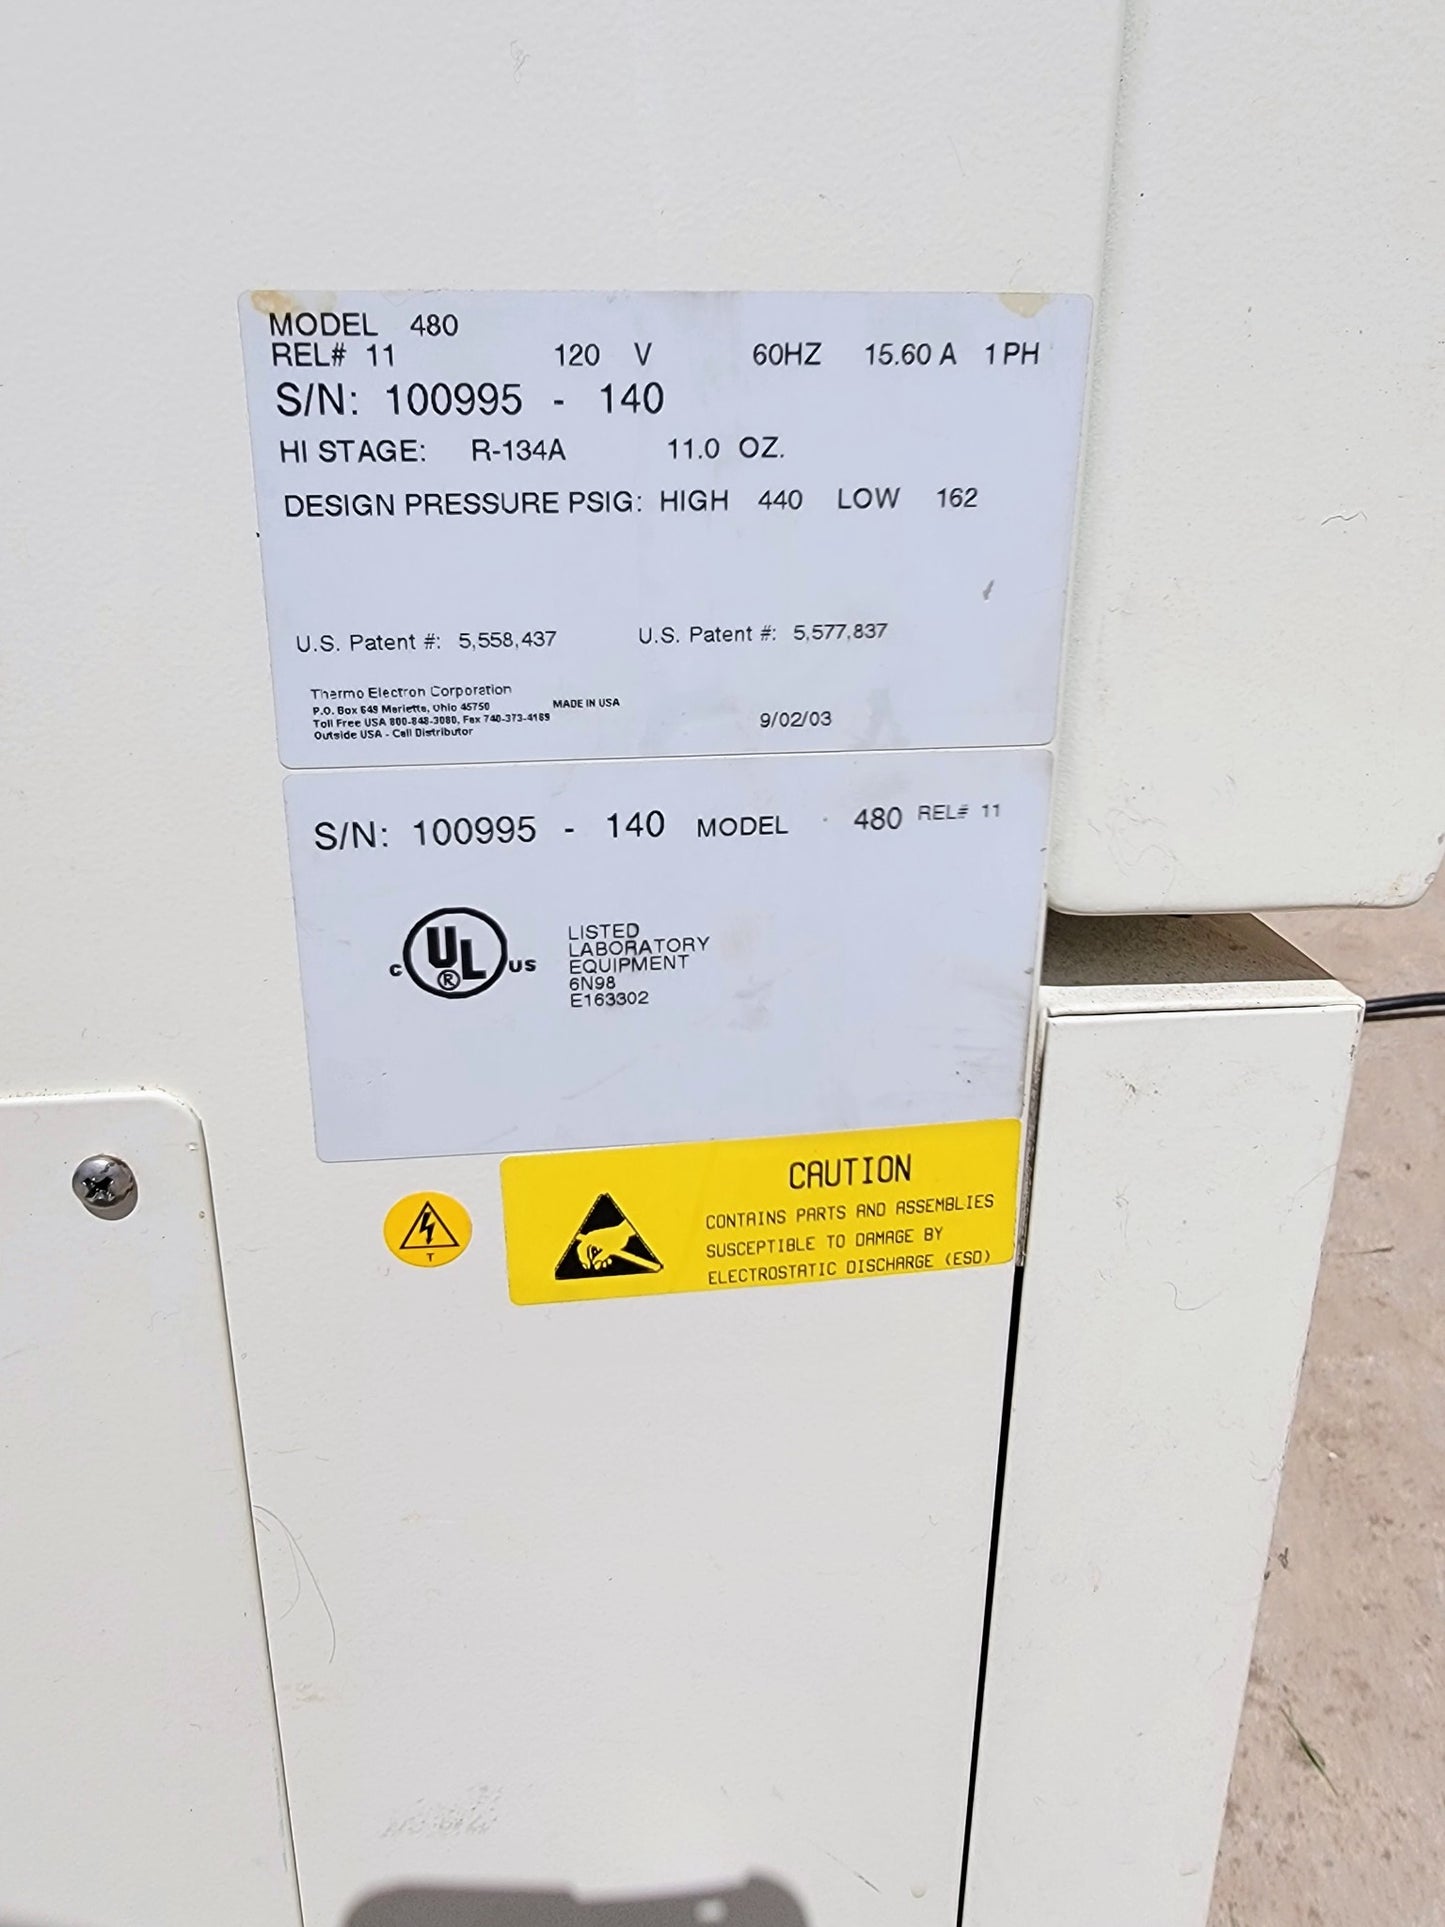 MODEL 480
REL# 11 120 V 60HZ 15.60 A 1 PH
S/N: 100995 - 140
HI STAGE: R-134A 11.0 OZ.
DESIGN PRESSURE PSIG: HIGH 440 LOW 162
U.S. Patent #: 5,558,437 U.S. Patent #: 5,577,837
Thermo Electron Corporation
P.O. Box 649 Marietta, Ohio 45750 MADE IN USA
Toll Free USA 800-848-3080, Fax 740-373-4189
Outside USA - Call Distributor
9/02/03
S/N: 100995 - 140 MODEL 480 REL# 11
C UL ® US
LISTED
LABORATORY
EQUIPMENT
6N98
E163302
T
CAUTION
CONTAINS PARTS AND ASSEMBLIES
SUSCEPTIBLE TO DAMAGE BY
ELECTROSTATIC DISCHARGE (ESD)